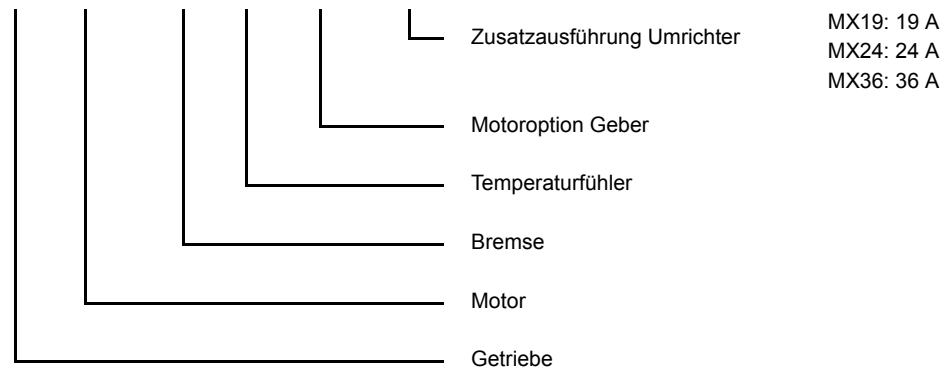 Zusatzausführung Umrichter
MX19: 19 A
MX24: 24 A
MX36: 36 A
Motoroption Geber
Temperaturfühler
Bremse
Motor
Getriebe